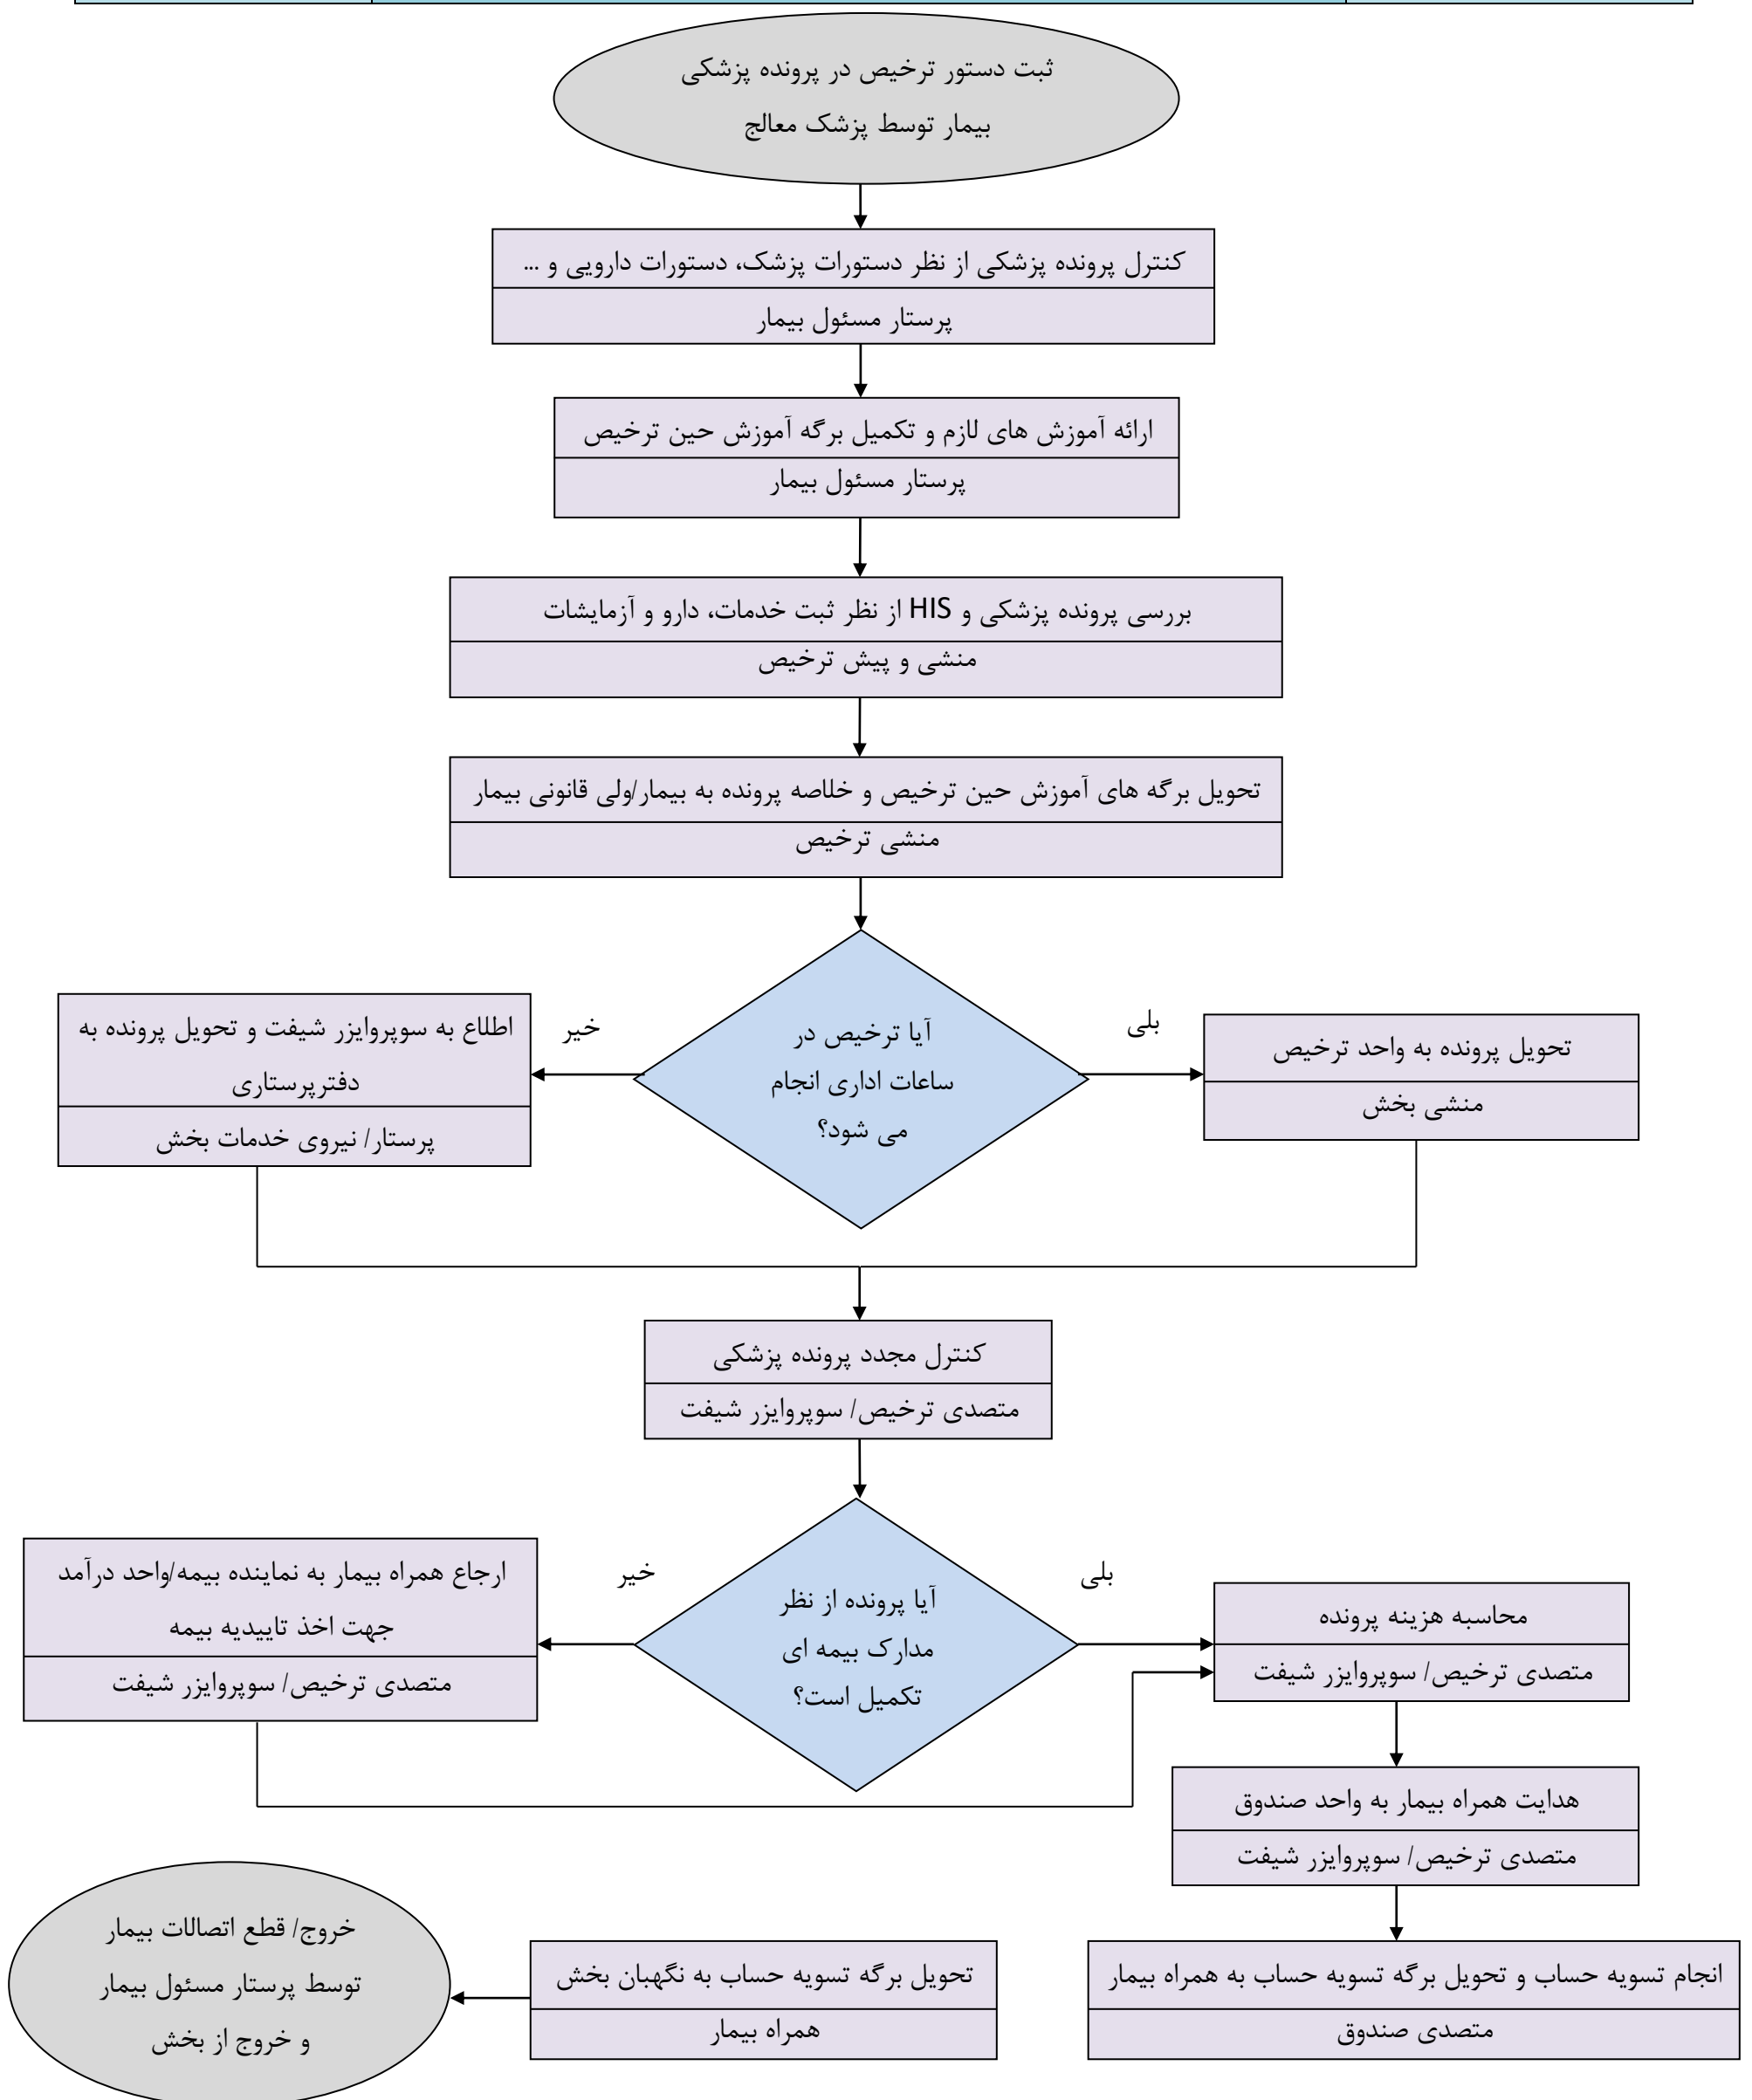 ثبت دستور ترخیص در پرونده پزشکی
بیمار توسط پزشک معالج
کنترل پرونده پزشکی از نظر دستورات پزشک، دستورات دارویی و ...
پرستار مسئول بیمار
ارائه آموزش های لازم و تکمیل برگه آموزش حین ترخیص
پرستار مسئول بیمار
بررسی پرونده پزشکی و HIS از نظر ثبت خدمات، دارو و آزمایشات
منشی و پیش ترخیص
تحویل برگه های آموزش حین ترخیص و خلاصه پرونده به بیمار/ولی قانونی بیمار
منشی ترخیص
آیا ترخیص در
ساعات اداری انجام
می شود؟
بلی
تحویل پرونده به واحد ترخیص
منشی بخش
خیر
اطلاع به سوپروایزر شیفت و تحویل پرونده به
دفترپرستاری
پرستار/ نیروی خدمات بخش
کنترل مجدد پرونده پزشکی
متصدی ترخیص/ سوپروایزر شیفت
آیا پرونده از نظر
مدارک بیمه ای
تکمیل است؟
بلی
محاسبه هزینه پرونده
متصدی ترخیص/ سوپروایزر شیفت
خیر
ارجاع همراه بیمار به نماینده بیمه/واحد درآمد
جهت اخذ تاییدیه بیمه
متصدی ترخیص/ سوپروایزر شیفت
هدایت همراه بیمار به واحد صندوق
متصدی ترخیص/ سوپروایزر شیفت
انجام تسویه حساب و تحویل برگه تسویه حساب به همراه بیمار
متصدی صندوق
تحویل برگه تسویه حساب به نگهبان بخش
همراه بیمار
خروج/ قطع اتصالات بیمار
توسط پرستار مسئول بیمار
و خروج از بخش